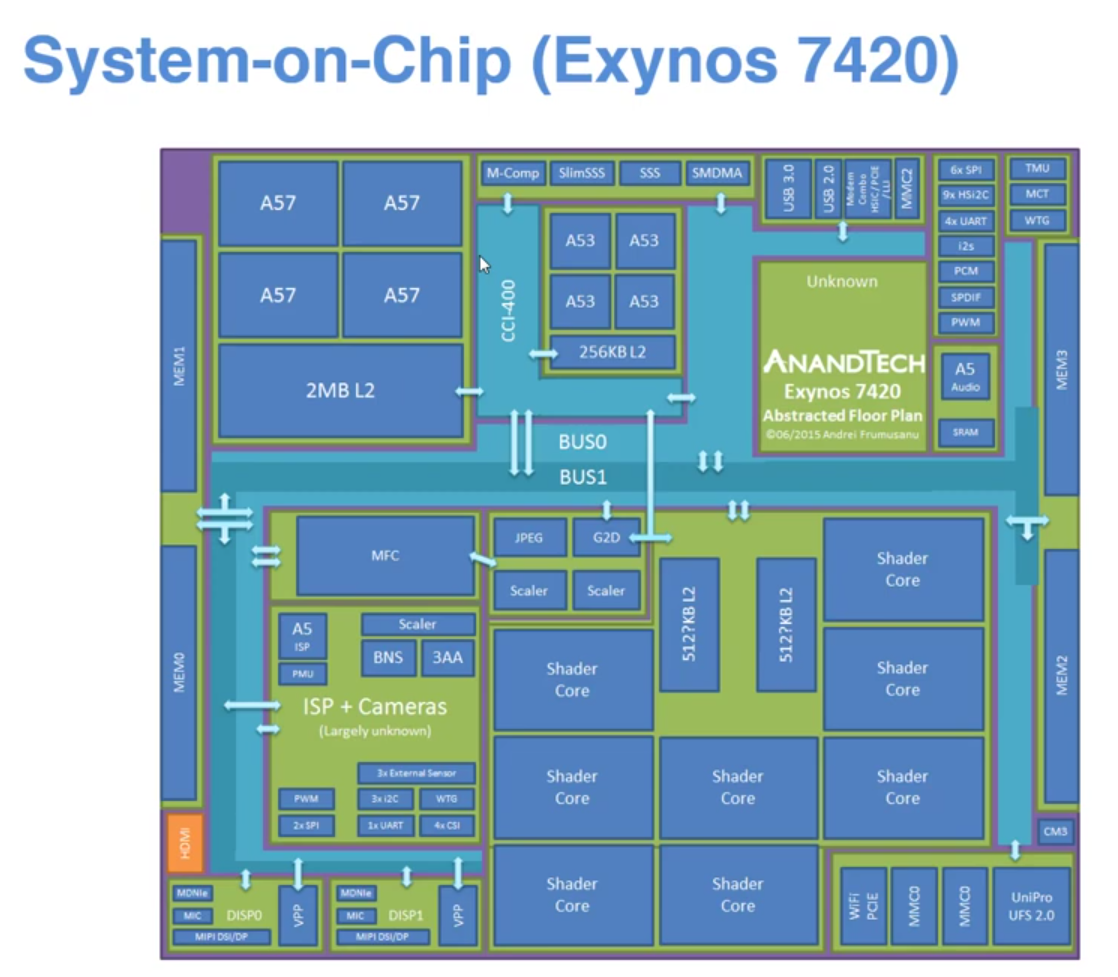 System-on-Chip (Exynos 7420)
A57
A57
A57
A57
2MB L2
M-Comp
SlimSSS
SSS
SMDMA
CCI-400
A53
A53
A53
A53
256KB L2
USB 3.0
USB 2.0
Modem
Combo
HSIC / PCIE
/ LLI
MMC2
6x SPI
9x HSi2C
4x UART
i2s
PCM
SPDIF
PWM
TMU
MCT
WTG
Unknown
ANANDTECH
Exynos 7420
Abstracted Floor Plan
©06/2015 Andrei Frumusanu
A5
Audio
SRAM
MEM1
MEM3
BUS0
BUS1
MFC
JPEG
G2D
Scaler
Scaler
512?KB L2
512?KB L2
Shader
Core
Shader
Core
Shader
Core
Shader
Core
Shader
Core
Shader
Core
Shader
Core
Shader
Core
MEM0
MEM2
A5
ISP
PMU
Scaler
BNS
3AA
ISP + Cameras
(Largely unknown)
3x External Sensor
PWM
3x I2C
WTG
2x SPI
1x UART
4x CSI
HDMI
CM3
MDNIe
MIC
DISP0
MIPI DSI/DP
VPP
MDNIe
MIC
DISP1
MIPI DSI/DP
VPP
WiFi
PCIE
MMC0
MMC0
UniPro
UFS 2.0